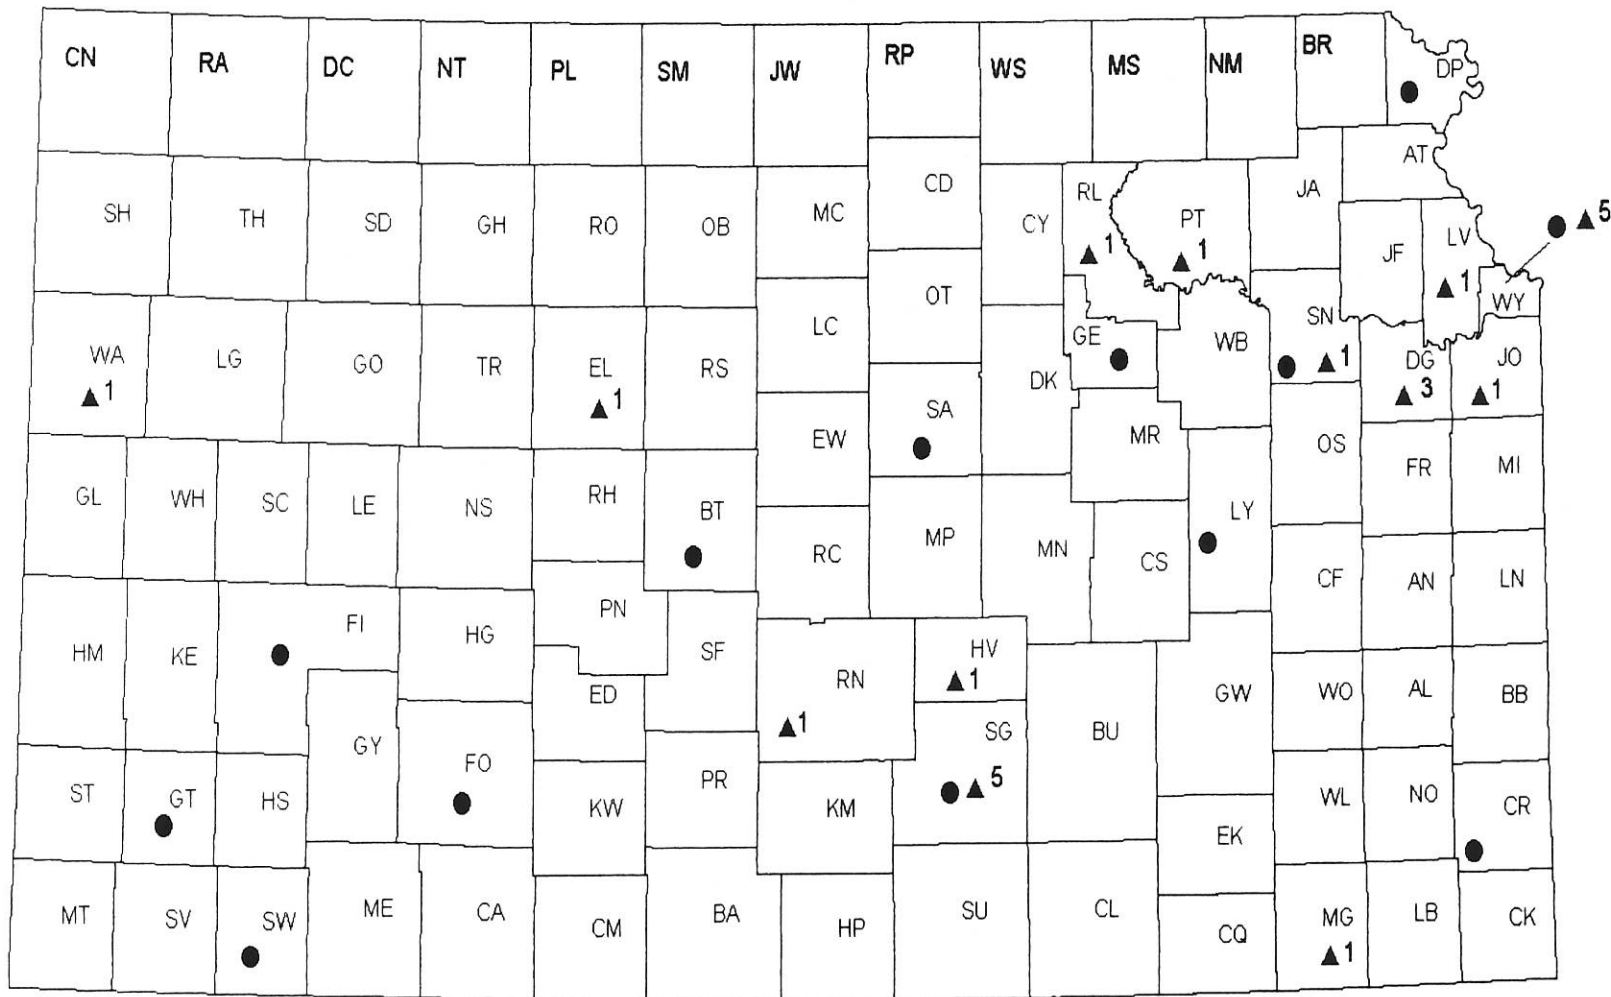 CN RA DC NT PL SM JW RP WS MS NM BR DP
SH TH SD GH RO OB MC CD CY RL PT JA AT
▲1 ▲1 JF LV ● ▲5
▲1 WY
WA LG GO TR EL RS LC OT DK GE WB SN DG JO
▲1 ▲1 ▲1 ▲3 ▲1
EW SA MR OS FR MI
GL WH SC LE NS RH BT RC MP MN CS LY CF AN LN
HM KE FI HG PN SF RN HV GW WO AL BB
ED ▲1 ▲1
ST GT HS GY FO KW PR KM SG BU EK WL NO CR
▲5
MT SV SW ME CA CM BA HP SU CL CQ MG LB CK
▲1